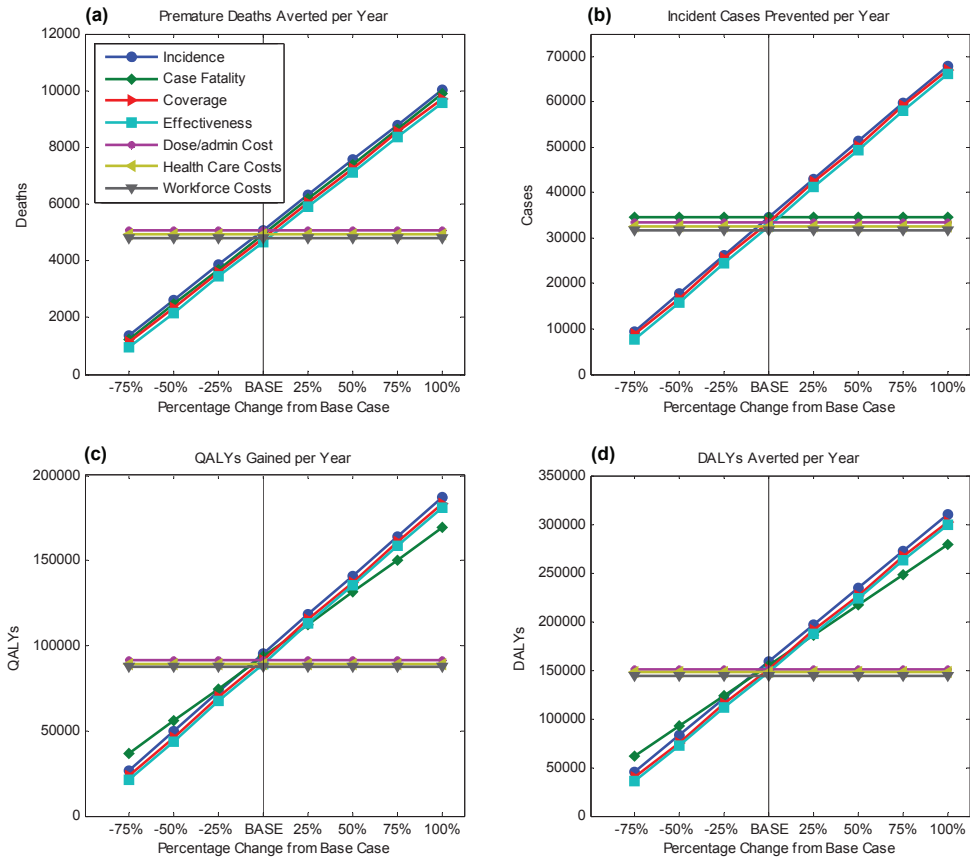 (a) Premature Deaths Averted per Year
12000
10000
8000
6000
4000
2000
0
Deaths
Incidence
Case Fatality
Coverage
Effectiveness
Dose/admin Cost
Health Care Costs
Workforce Costs
-75% -50% -25% BASE 25% 50% 75% 100%
Percentage Change from Base Case
(b) Incident Cases Prevented per Year
70000
60000
50000
40000
30000
20000
10000
0
Cases
-75% -50% -25% BASE 25% 50% 75% 100%
Percentage Change from Base Case
(c) QALYs Gained per Year
200000
150000
100000
50000
0
QALYs
-75% -50% -25% BASE 25% 50% 75% 100%
Percentage Change from Base Case
(d) DALYs Averted per Year
350000
300000
250000
200000
150000
100000
50000
0
DALYs
-75% -50% -25% BASE 25% 50% 75% 100%
Percentage Change from Base Case